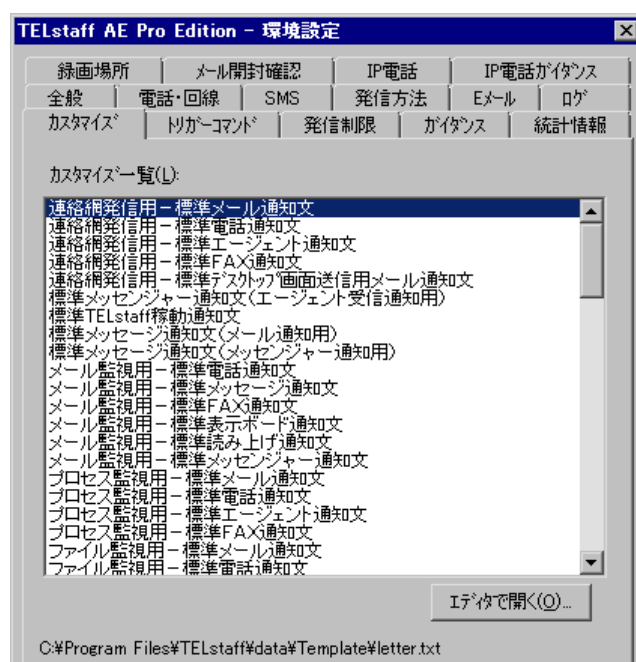 TELstaff AE Pro Edition － 環境設定
録画場所 メール開封確認 IP電話 IP電話ｶﾞｲﾀﾞﾝｽ
全般 電話・回線 SMS 発信方法 Eﾒｰﾙ ﾛｸﾞ
ｶｽﾀﾏｲｽﾞ ﾄﾘｶﾞｰｺﾏﾝﾄﾞ 発信制限 ｶﾞｲﾀﾞﾝｽ 統計情報
ｶｽﾀﾏｲｽﾞ一覧(L):
連絡網発信用－標準メール通知文
連絡網発信用－標準電話通知文
連絡網発信用－標準エージェント通知文
連絡網発信用－標準FAX通知文
連絡網発信用－標準ﾃﾞｽｸﾄｯﾌﾟ画面送信用メール通知文
標準メッセンジャー通知文(エージェント受信通知用)
標準TELstaff稼動通知文
標準メッセージ通知文(メール通知用)
標準メッセージ通知文(メッセンジャー通知用)
メール監視用－標準電話通知文
メール監視用－標準メッセージ通知文
メール監視用－標準FAX通知文
メール監視用－標準表示ボード通知文
メール監視用－標準読み上げ通知文
メール監視用－標準メッセンジャー通知文
プロセス監視用－標準メール通知文
プロセス監視用－標準電話通知文
プロセス監視用－標準エージェント通知文
プロセス監視用－標準FAX通知文
ファイル監視用－標準メール通知文
ファイル監視用－標準電話通知文
ｴﾃﾞｨﾀで開く(O)...
C:¥Program Files¥TELstaff¥data¥Template¥letter.txt